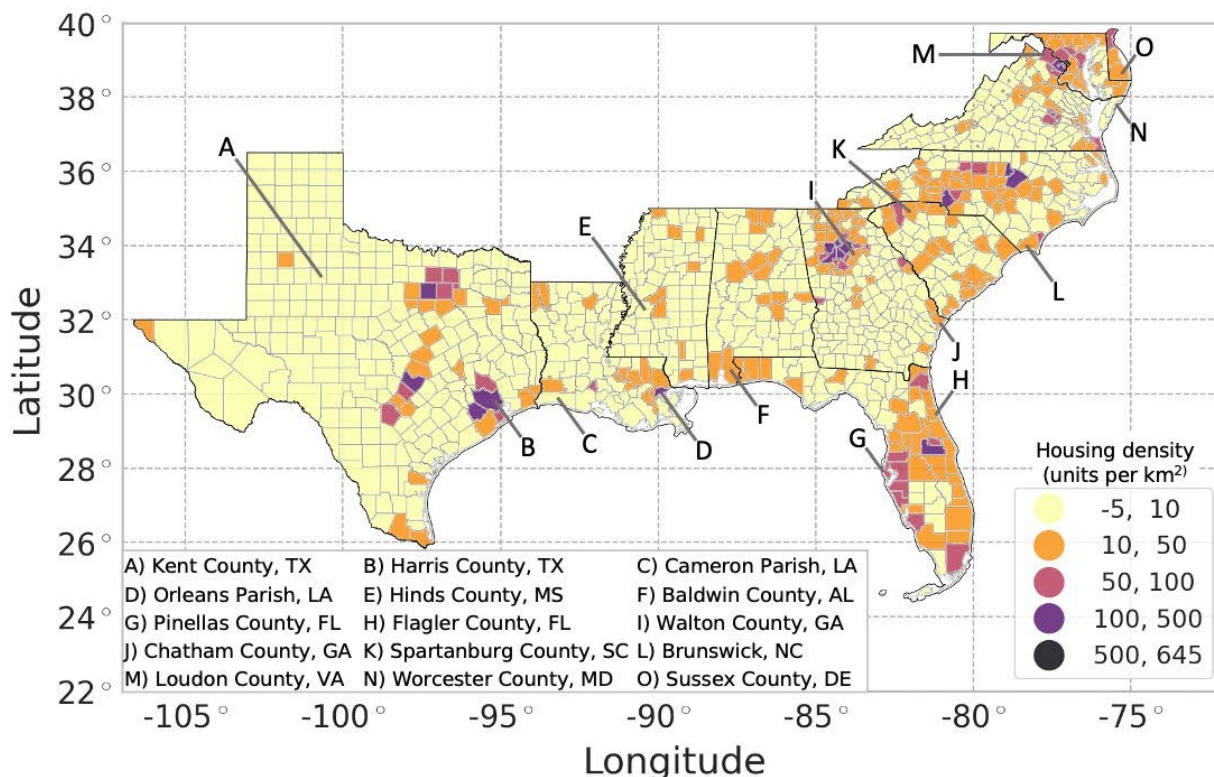 40°
38°
36°
34°
32°
30°
28°
26°
24°
22°
Latitude
A
B
C
D
E
F
G
H
I
J
K
L
M
N
O
Housing density
(units per km²)
-5, 10
10, 50
50, 100
100, 500
500, 645
A) Kent County, TX B) Harris County, TX C) Cameron Parish, LA
D) Orleans Parish, LA E) Hinds County, MS F) Baldwin County, AL
G) Pinellas County, FL H) Flagler County, FL I) Walton County, GA
J) Chatham County, GA K) Spartanburg County, SC L) Brunswick, NC
M) Loudon County, VA N) Worcester County, MD O) Sussex County, DE
-105° -100° -95° -90° -85° -80° -75°
Longitude